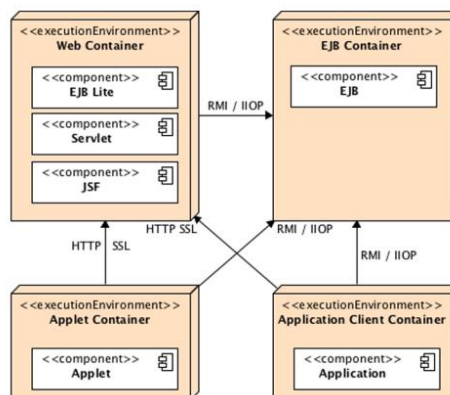 <<executionEnvironment>>
Web Container
<<component>>
EJB Lite
<<component>>
Servlet
<<component>>
JSF
RMI / IIOP
<<executionEnvironment>>
EJB Container
<<component>>
EJB
HTTP SSL
HTTP SSL
RMI / IIOP
RMI / IIOP
<<executionEnvironment>>
Applet Container
<<component>>
Applet
<<executionEnvironment>>
Application Client Container
<<component>>
Application